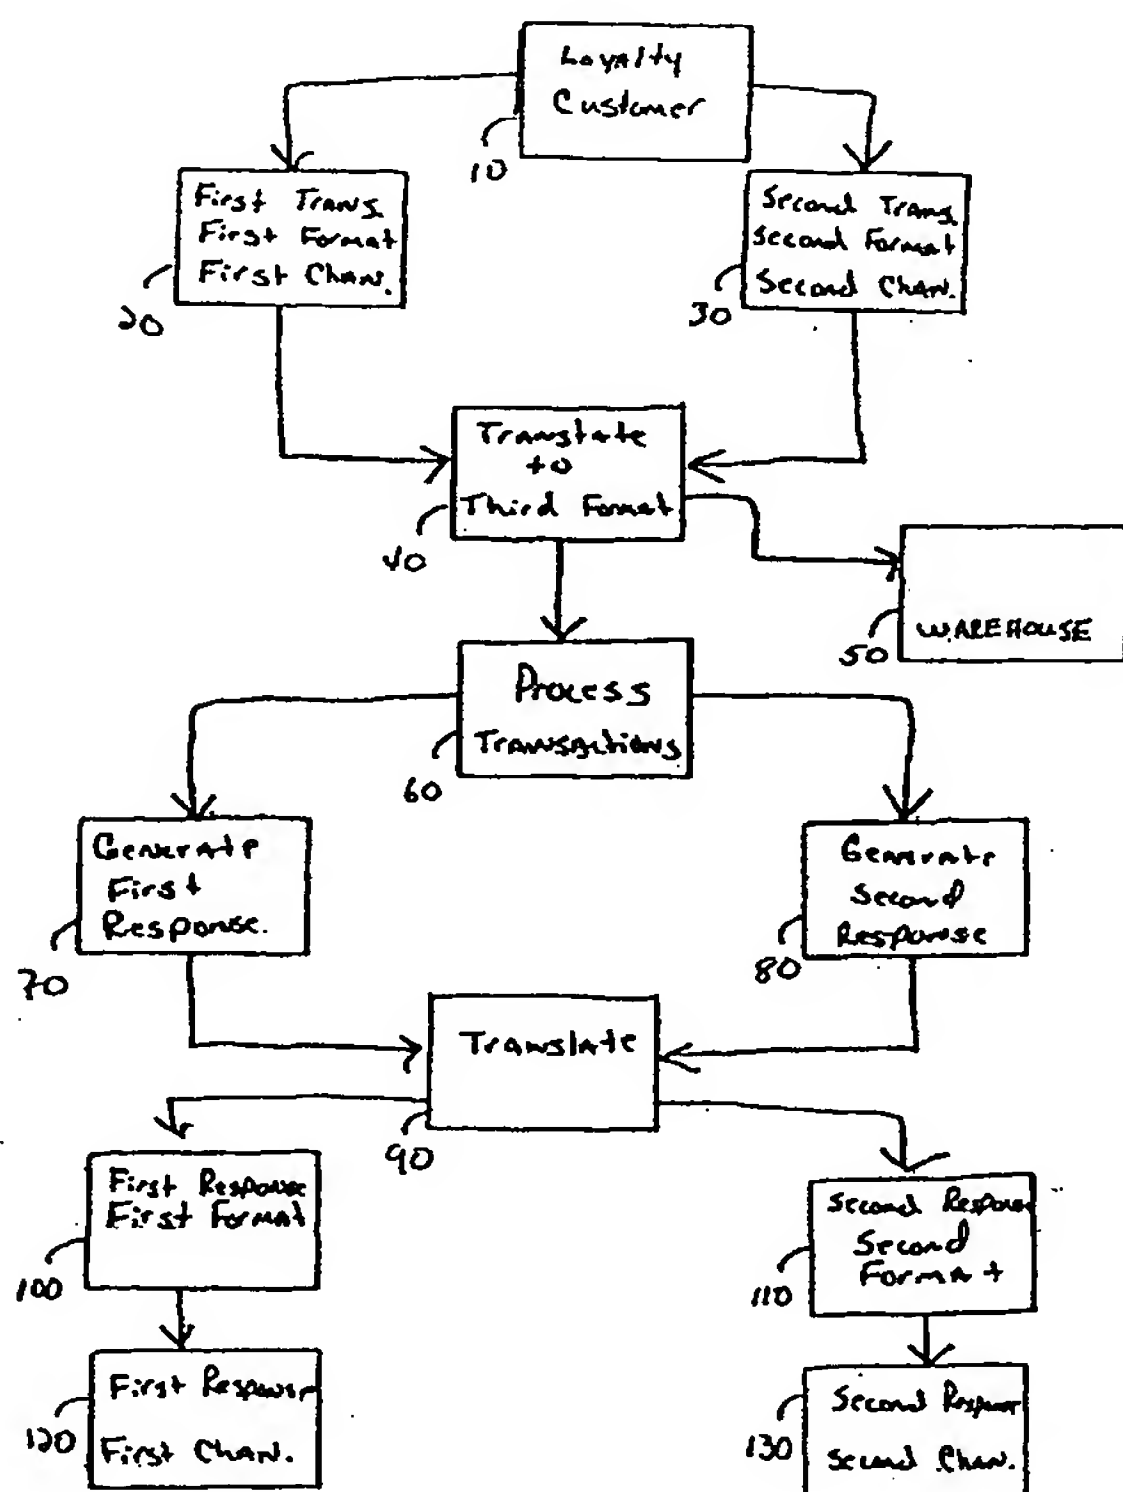 Loyalty
Customer
10
First Trans.
First Format
First Chan.
20
Second Trans.
Second Format
Second Chan.
30
Translate
to
Third Format
40
WAREHOUSE
50
Process
Transactions
60
Generate
First
Response.
70
Generate
Second
Response
80
Translate
90
First Response
First Format
100
Second Response
Second
Format
110
First Response
First Chan.
120
Second Response
Second Chan.
130